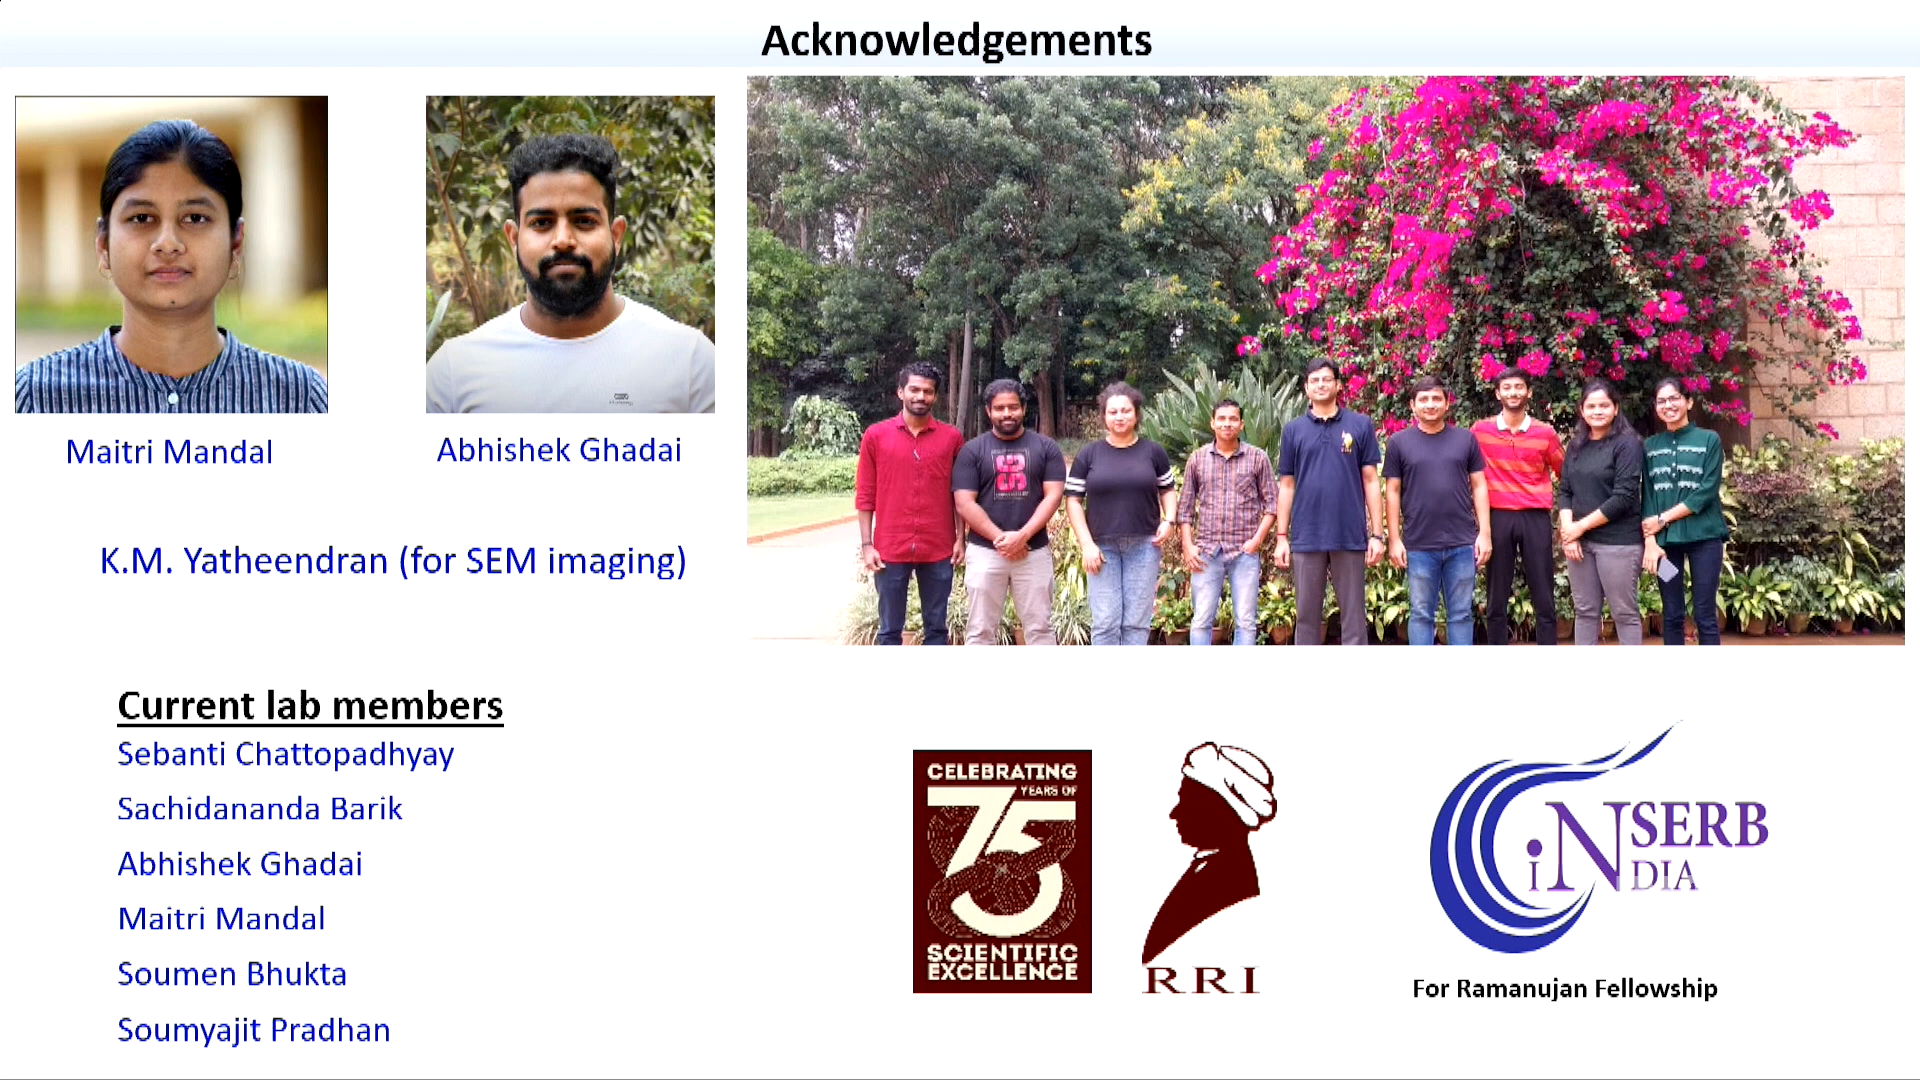 Acknowledgements
Maitri Mandal
Abhishek Ghadai
K.M. Yatheendran (for SEM imaging)
Current lab members
Sebanti Chattopadhyay
Sachidananda Barik
Abhishek Ghadai
Maitri Mandal
Soumen Bhukta
Soumyajit Pradhan
CELEBRATING
75 YEARS OF
SCIENTIFIC
EXCELLENCE
RRI
SERB
iNDIA
For Ramanujan Fellowship